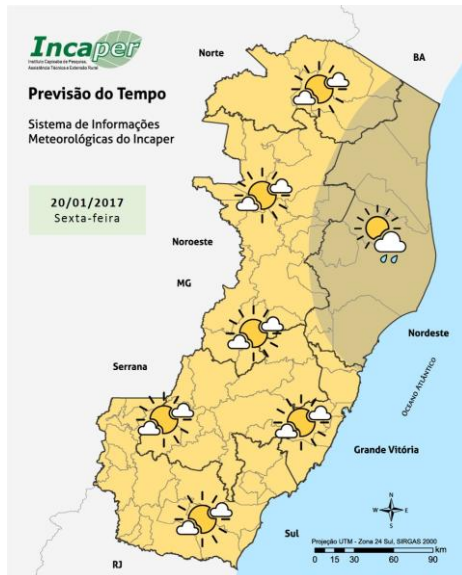 Incaper
Instituto Capixaba de Pesquisa,
Assistência Técnica e Extensão Rural
Previsão do Tempo
Sistema de Informações
Meteorológicas do Incaper
20/01/2017
Sexta-feira
Norte
BA
Noroeste
MG
Nordeste
Serrana
OCEANO ATLÂNTICO
Grande Vitória
Sul
RJ
N
W
E
S
Projeção UTM - Zona 24 Sul, SIRGAS 2000
0 15 30 60 90
km